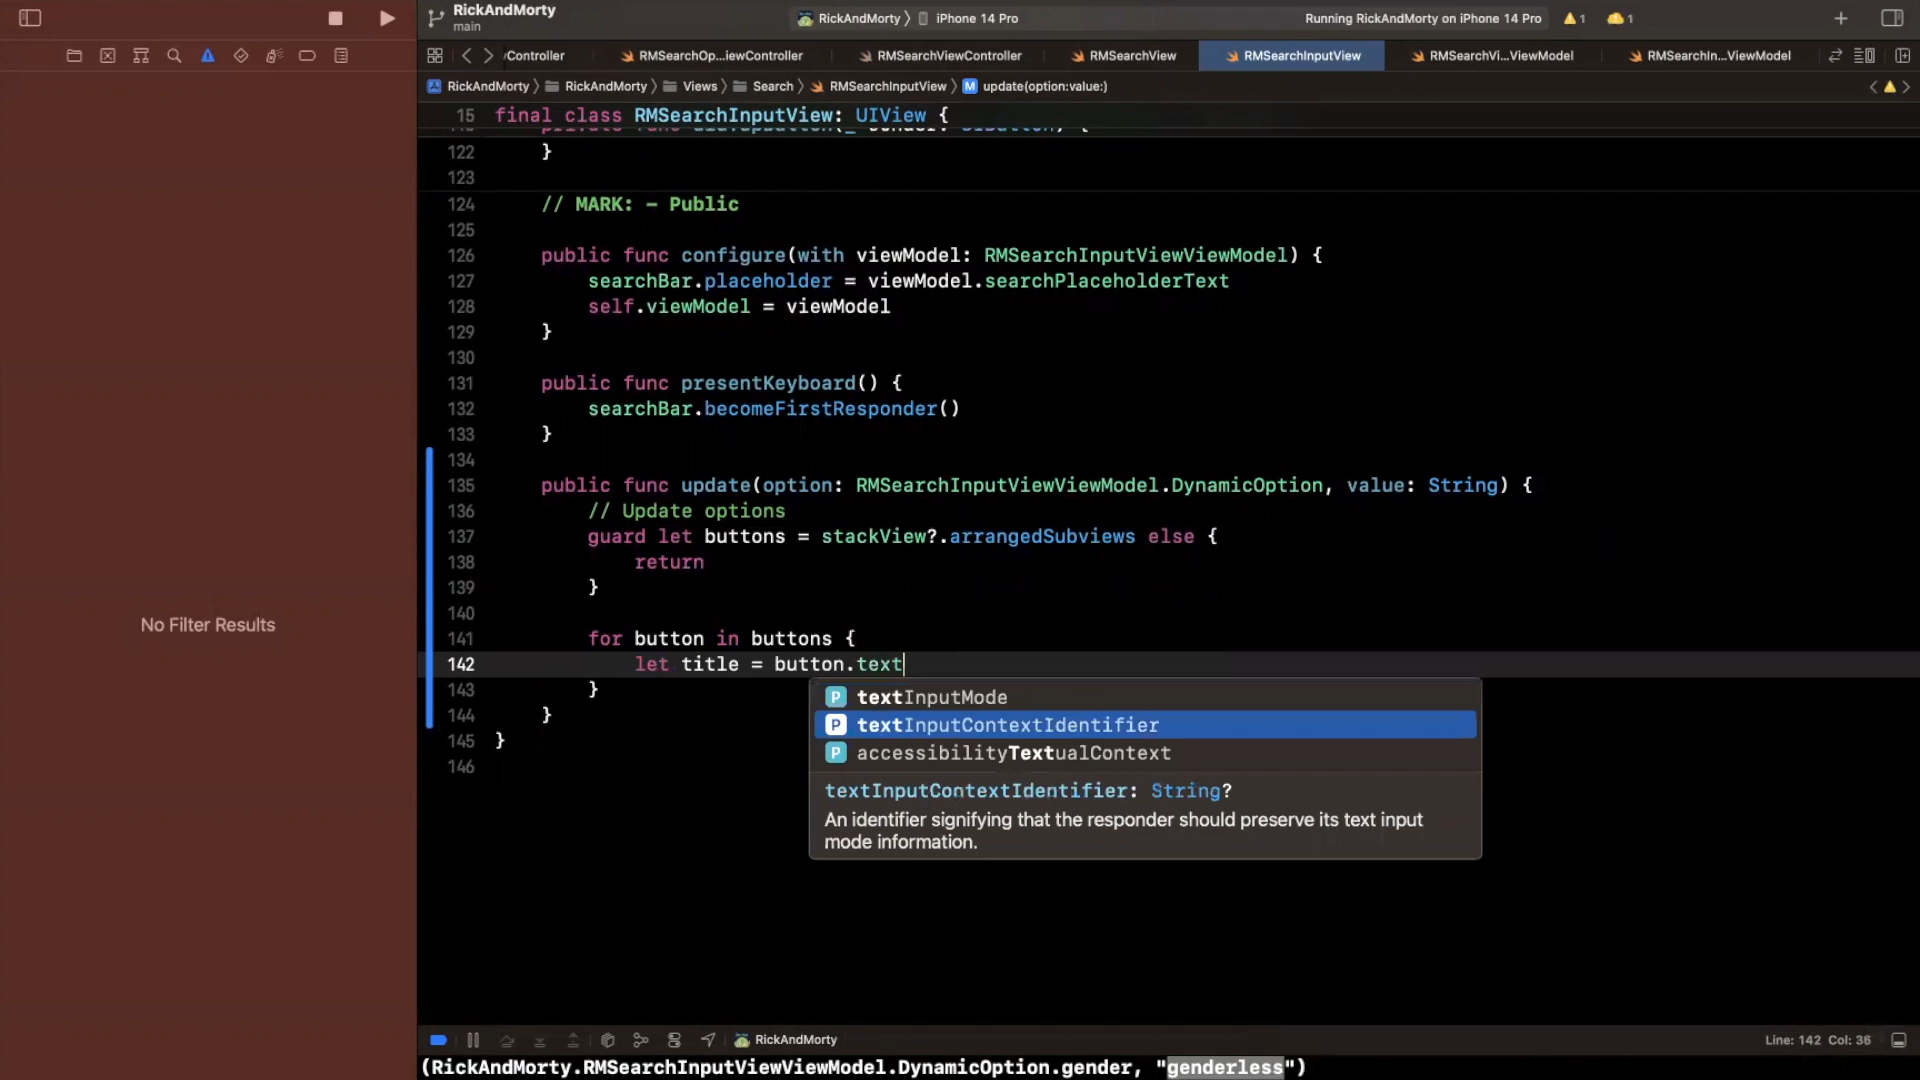 RickAndMorty
main
RickAndMorty
iPhone 14 Pro
Running RickAndMorty on iPhone 14 Pro
1
1
Controller
RMSearchOp...iewController
RMSearchViewController
RMSearchView
RMSearchInputView
RMSearchVi...ViewModel
RMSearchIn...ViewModel
RickAndMorty
RickAndMorty
Views
Search
RMSearchInputView
M update(option:value:)
15 final class RMSearchInputView: UIView {
122 }
123
124 // MARK: - Public
125
126 public func configure(with viewModel: RMSearchInputViewViewModel) {
127 searchBar.placeholder = viewModel.searchPlaceholderText
128 self.viewModel = viewModel
129 }
130
131 public func presentKeyboard() {
132 searchBar.becomeFirstResponder()
133 }
134
135 public func update(option: RMSearchInputViewViewModel.DynamicOption, value: String) {
136 // Update options
137 guard let buttons = stackView?.arrangedSubviews else {
138 return
139 }
140
141 for button in buttons {
142 let title = button.text
143 }
144 }
145 }
146
P textInputMode
P textInputContextIdentifier
P accessibilityTextualContext
textInputContextIdentifier: String?
An identifier signifying that the responder should preserve its text input
mode information.
No Filter Results
RickAndMorty
Line: 142 Col: 36
(RickAndMorty.RMSearchInputViewViewModel.DynamicOption.gender, "genderless")